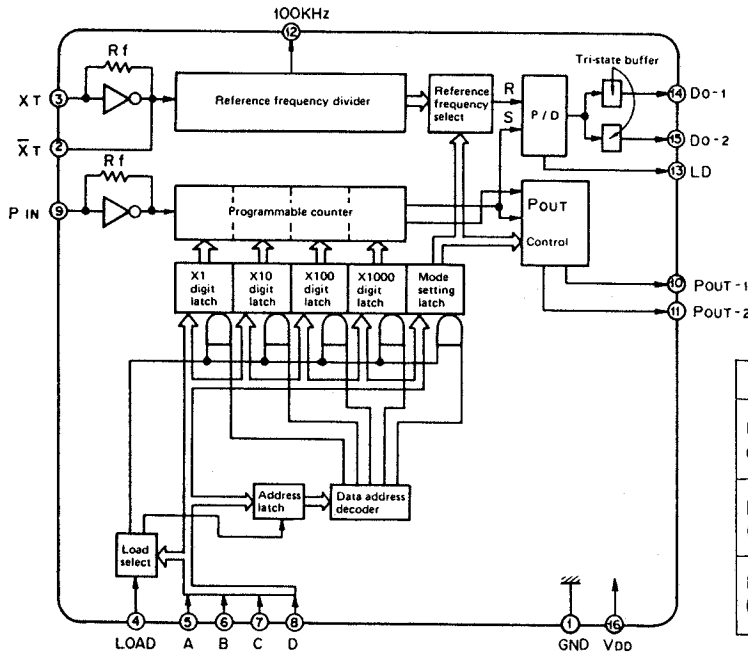 100KHz
12
Rf
Tri-state buffer
XT
3
Reference frequency divider
Reference
frequency
select
R
S
P/D
14
Do-1
15
Do-2
X̅T
2
13
LD
Rf
P IN
9
Programmable counter
POUT
Control
X1
digit
latch
X10
digit
latch
X100
digit
latch
X1000
digit
latch
Mode
setting
latch
10
POUT-1
11
POUT-2
Address
latch
Data address
decoder
Load
select
4
5
6
7
8
1
16
LOAD
A
B
C
D
GND
VDD